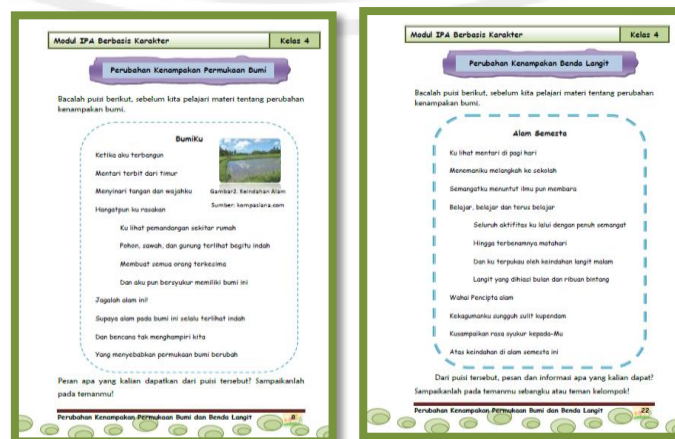 Modul IPA Berbasis Karakter
Kelas 4
Perubahan Kenampakan Permukaan Bumi
Bacalah puisi berikut, sebelum kita pelajari materi tentang perubahan
kenampakan bumi.
BumiKu
Ketika aku terbangun
Mentari terbit dari timur
Menyinari tangan dan wajahku
Hangatpun ku rasakan
Gambar2. Keindahan Alam
Sumber: kompasiana.com
Ku lihat pemandangan sekitar rumah
Pohon, sawah, dan gunung terlihat begitu indah
Membuat semua orang terkesima
Dan aku pun bersyukur memiliki bumi ini
Jagalah alam ini!
Supaya alam pada bumi ini selalu terlihat indah
Dan bencana tak menghampiri kita
Yang menyebabkan permukaan bumi berubah
Pesan apa yang kalian dapatkan dari puisi tersebut? Sampaikanlah
pada temanmu!
Perubahan Kenampakan Permukaan Bumi dan Benda Langit
8
Modul IPA Berbasis Karakter
Kelas 4
Perubahan Kenampakan Benda Langit
Bacalah puisi berikut, sebelum kita pelajari materi tentang perubahan
kenampakan bumi.
Alam Semesta
Ku lihat mentari di pagi hari
Menemaniku melangkah ke sekolah
Semangatku menuntut ilmu pun membara
Belajar, belajar dan terus belajar
Seluruh aktifitas ku lalui dengan penuh semangat
Hingga terbenamnya matahari
Dan ku terpukau oleh keindahan langit malam
Langit yang dihiasi bulan dan ribuan bintang
Wahai Pencipta alam
Kekagumanku sungguh sulit kupendam
Kusampaikan rasa syukur kepada-Mu
Atas keindahan di alam semesta ini
Dari puisi tersebut, pesan dan informasi apa yang kalian dapat?
Sampaikanlah pada temanmu sebangku atau teman kelompok!
Perubahan Kenampakan Permukaan Bumi dan Benda Langit
22